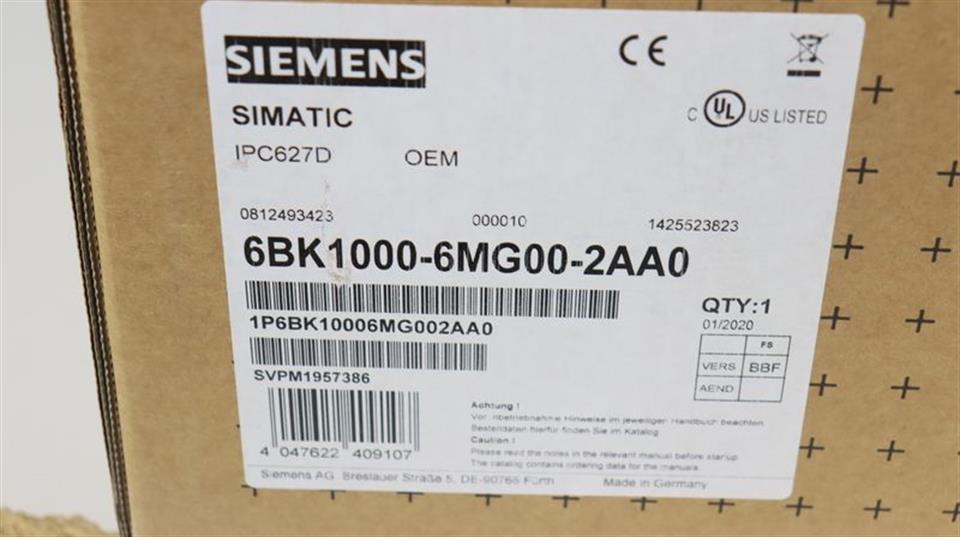 SIEMENS
SIMATIC
IPC627D OEM
C UL US LISTED
0812493423 000010 1425523823
6BK1000-6MG00-2AA0
1P6BK10006MG002AA0
QTY:1
01/2020
FS
VERS BBF
AEND
SVPM1957386
4 047622 409107
Achtung !
Vor Inbetriebnahme Hinweise im jeweiligen Handbuch beachten.
Bestelldaten hierfür finden Sie im Katalog.
Caution !
Please read the notes in the relevant manual before startup.
The catalog contains ordering data for the manuals.
Siemens AG, Breslauer Straße 5, DE-90765 Fürth Made in Germany